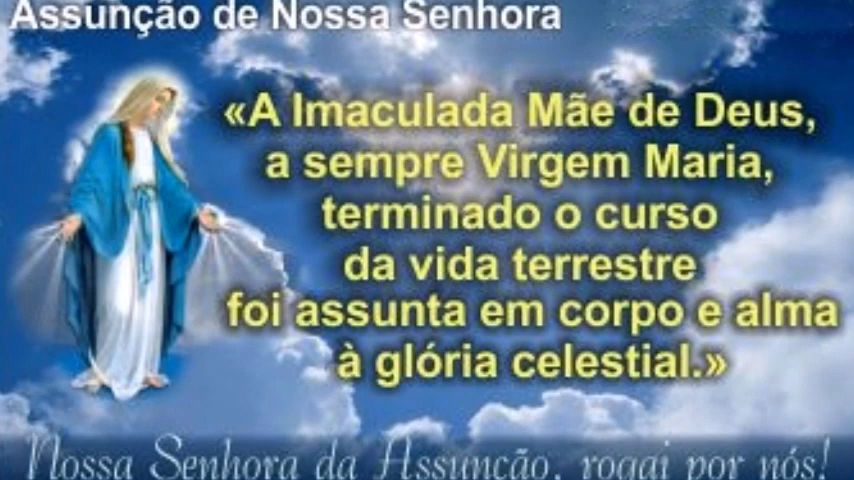 Assunção de Nossa Senhora
«A Imaculada Mãe de Deus,
a sempre Virgem Maria,
terminado o curso
da vida terrestre
foi assunta em corpo e alma
à glória celestial.»
Nossa Senhora da Assunção, rogai por nós!